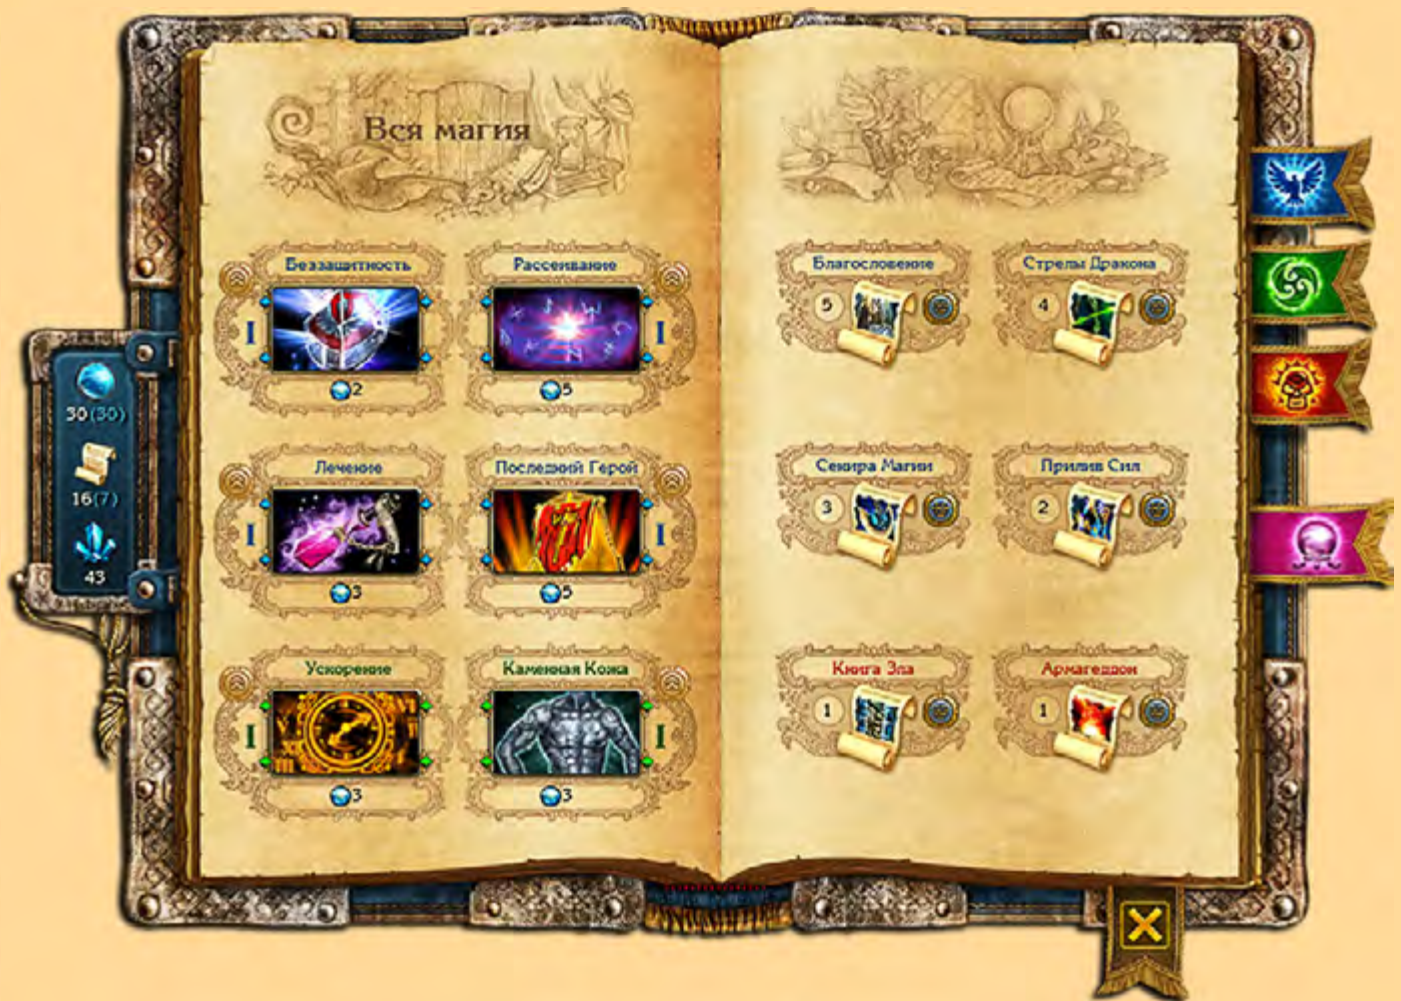 Вся магия
Беззащитность
Рассеивание
I
I
2
5
Лечение
Последний Герой
I
I
3
5
Ускорение
Каменная Кожа
I
I
3
3
Благословение
Стрелы Дракона
5
4
Секира Магии
Прилив Сил
3
2
Книга Зла
Армагеддон
1
1
30(30)
16(7)
43